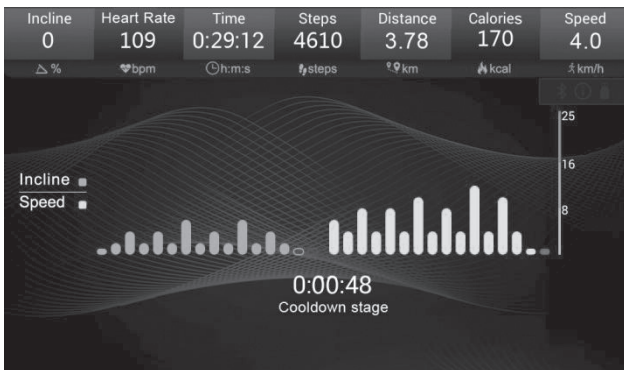 Incline Heart Rate Time Steps Distance Calories Speed
0 109 0:29:12 4610 3.78 170 4.0
% bpm h:m:s steps km kcal km/h
25
16
Incline
Speed
8
0:00:48
Cooldown stage